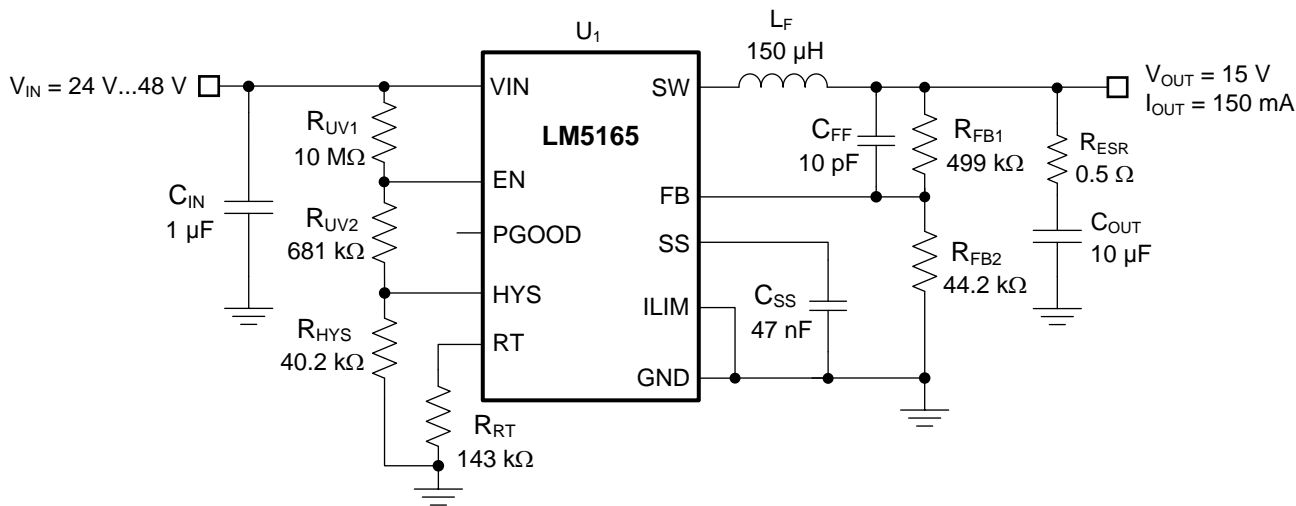 U1
LF
150 µH
VIN = 24 V...48 V
VOUT = 15 V
IOUT = 150 mA
LM5165
VIN
EN
PGOOD
HYS
RT
SW
FB
SS
ILIM
GND
CIN
1 µF
RUV1
10 MΩ
RUV2
681 kΩ
RHYS
40.2 kΩ
RRT
143 kΩ
CFF
10 pF
RFB1
499 kΩ
RFB2
44.2 kΩ
CSS
47 nF
RESR
0.5 Ω
COUT
10 µF